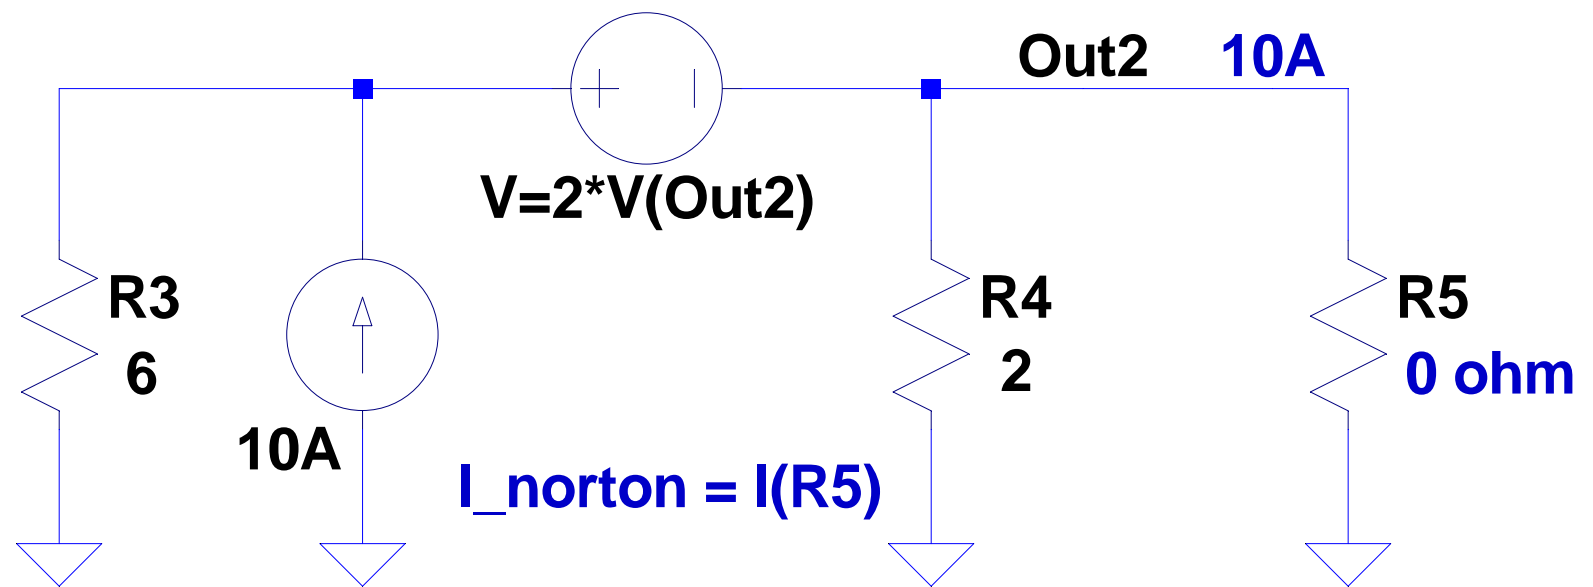 Out2 10A
V=2*V(Out2)
R3
6
10A
R4
2
R5
0 ohm
I_norton = I(R5)